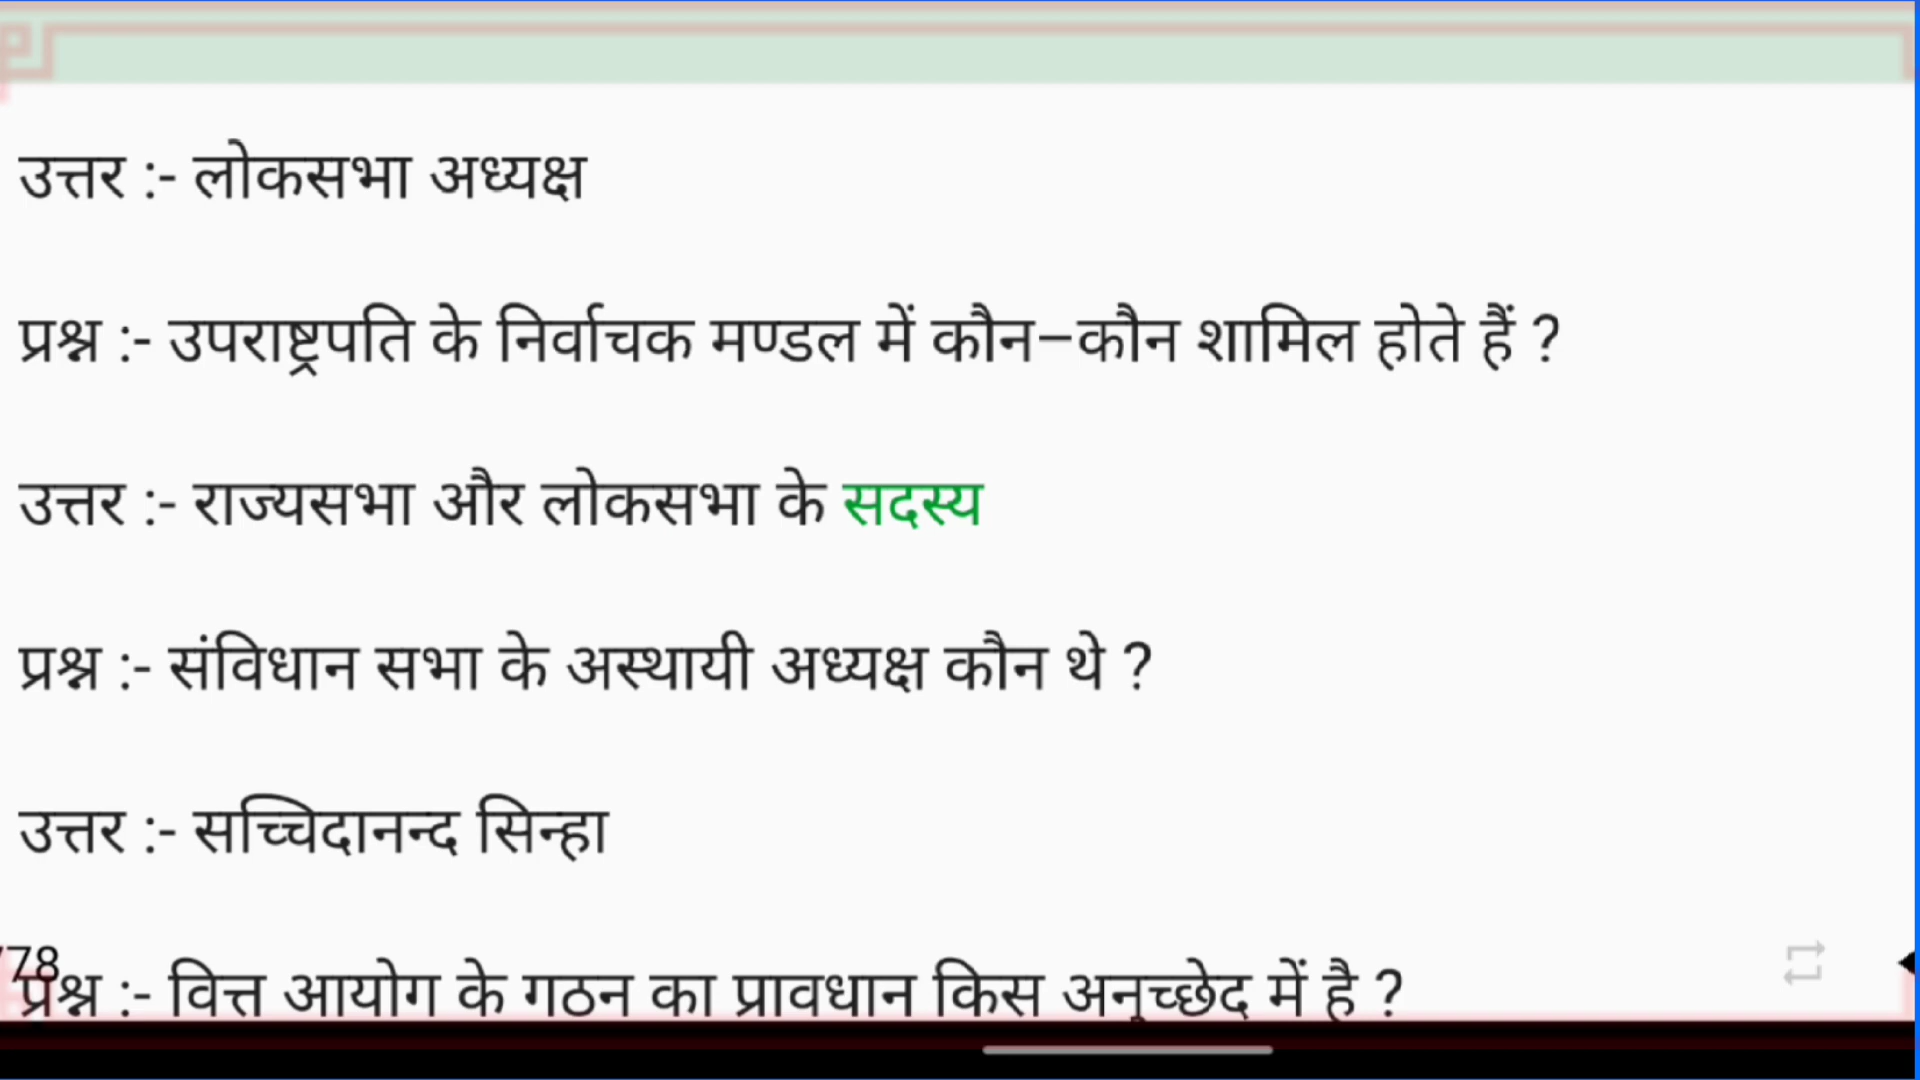 उत्तर :- लोकसभा अध्यक्ष
प्रश्न :- उपराष्ट्रपति के निर्वाचक मण्डल में कौन–कौन शामिल होते हैं ?
उत्तर :- राज्यसभा और लोकसभा के सदस्य
प्रश्न :- संविधान सभा के अस्थायी अध्यक्ष कौन थे ?
उत्तर :- सच्चिदानन्द सिन्हा
/78
प्रश्न :- वित्त आयोग के गठन का प्रावधान किस अनुच्छेद में है ?